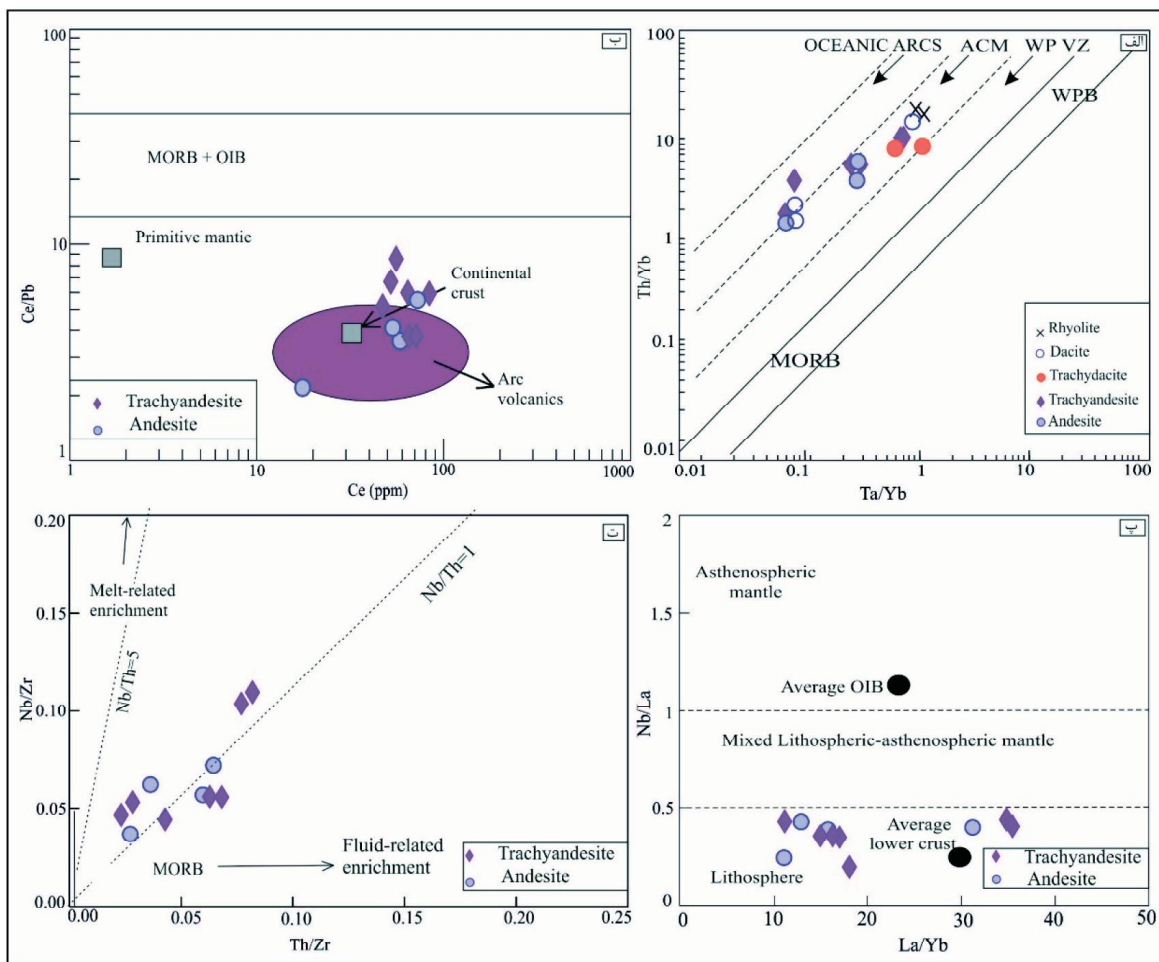 ب
100
10
1
Ce/Pb
MORB + OIB
Primitive mantic
Continental
crust
Arc
volcanics
Trachyandesite
Andesite
1
10
100
1000
Ce (ppm)
الف
100
10
1
0.1
0.01
Th/Yb
OCEANIC ARCS
ACM
WP VZ
WPB
MORB
Rhyolite
Dacite
Trachydacite
Trachyandesite
Andesite
0.01
0.1
1
10
100
Ta/Yb
ت
0.20
0.15
0.10
0.05
0.00
Nb/Zr
Melt-related
enrichment
Nb/Th=5
Nb/Th=1
MORB
Fluid-related
enrichment
Trachyandesite
Andesite
0.00
0.05
0.10
0.15
0.20
0.25
Th/Zr
پ
2
1.5
1
0.5
0
Nb/La
Asthenospheric
mantle
Average OIB
Mixed Lithospheric-asthenospheric mantle
Average
lower crust
Lithosphere
Trachyandesite
Andesite
0
10
20
30
40
50
La/Yb